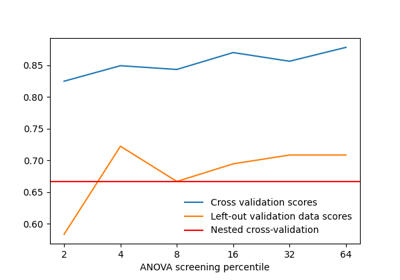 0.85
0.80
0.75
0.70
0.65
0.60
Cross validation scores
Left-out validation data scores
Nested cross-validation
2 4 8 16 32 64
ANOVA screening percentile